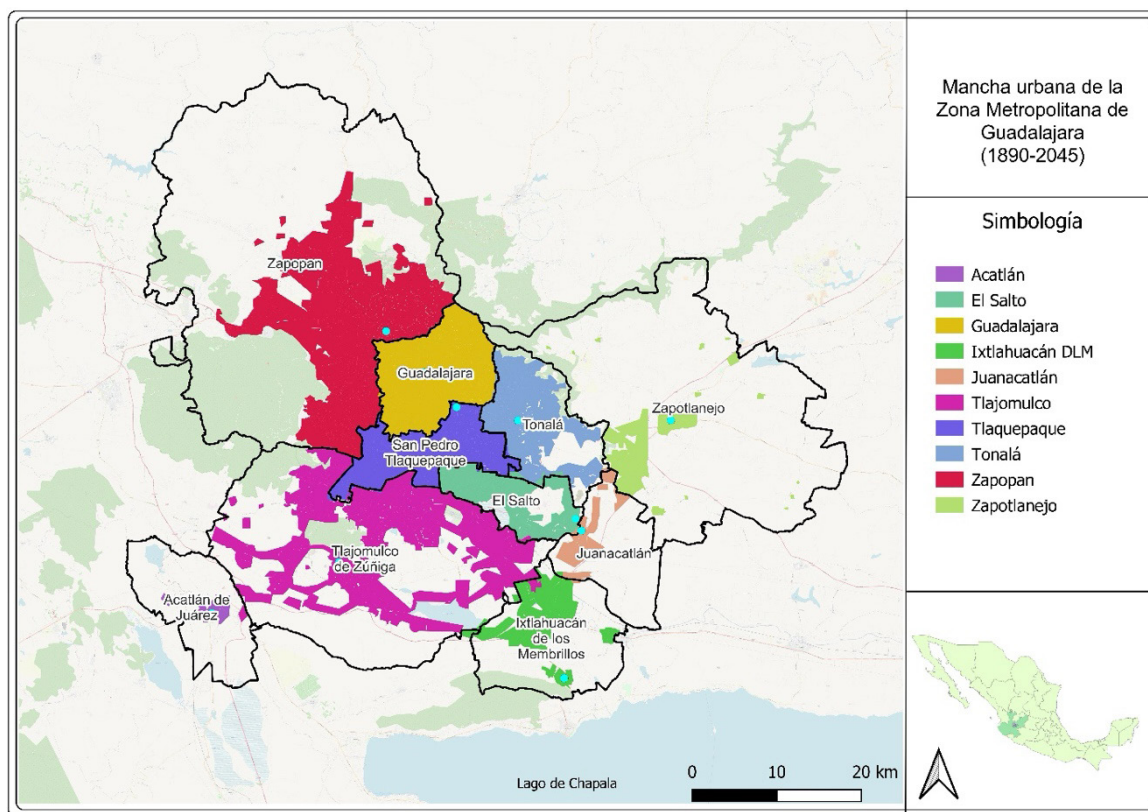 Mancha urbana de la
Zona Metropolitana de
Guadalajara
(1890-2045)
Simbología
Acatlán
El Salto
Guadalajara
Ixtlahuacán DLM
Juanacatlán
Tlajomulco
Tlaquepaque
Tonalá
Zapopan
Zapotlanejo
Zapopan
Guadalajara
Zapotlanejo
Tonalá
San Pedro
Tlaquepaque
El Salto
Juanacatlán
Tlajomulco
de Zúñiga
Acatlán de
Juárez
Ixtlahuacán
de los
Membrillos
Lago de Chapala
0 10 20 km